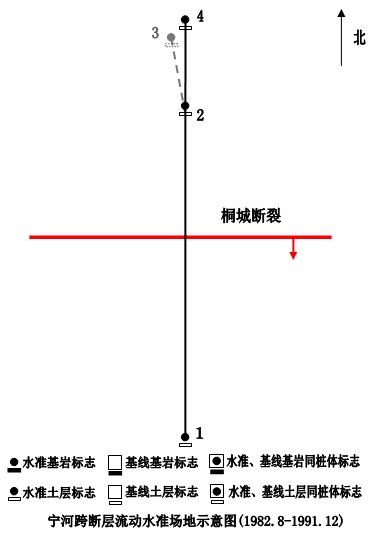 4
3
北
2
桐城断裂
1
水准基岩标志 基线基岩标志 水准、基线基岩同桩体标志
水准土层标志 基线土层标志 水准、基线土层同桩体标志
宁河跨断层流动水准场地示意图(1982.8-1991.12)